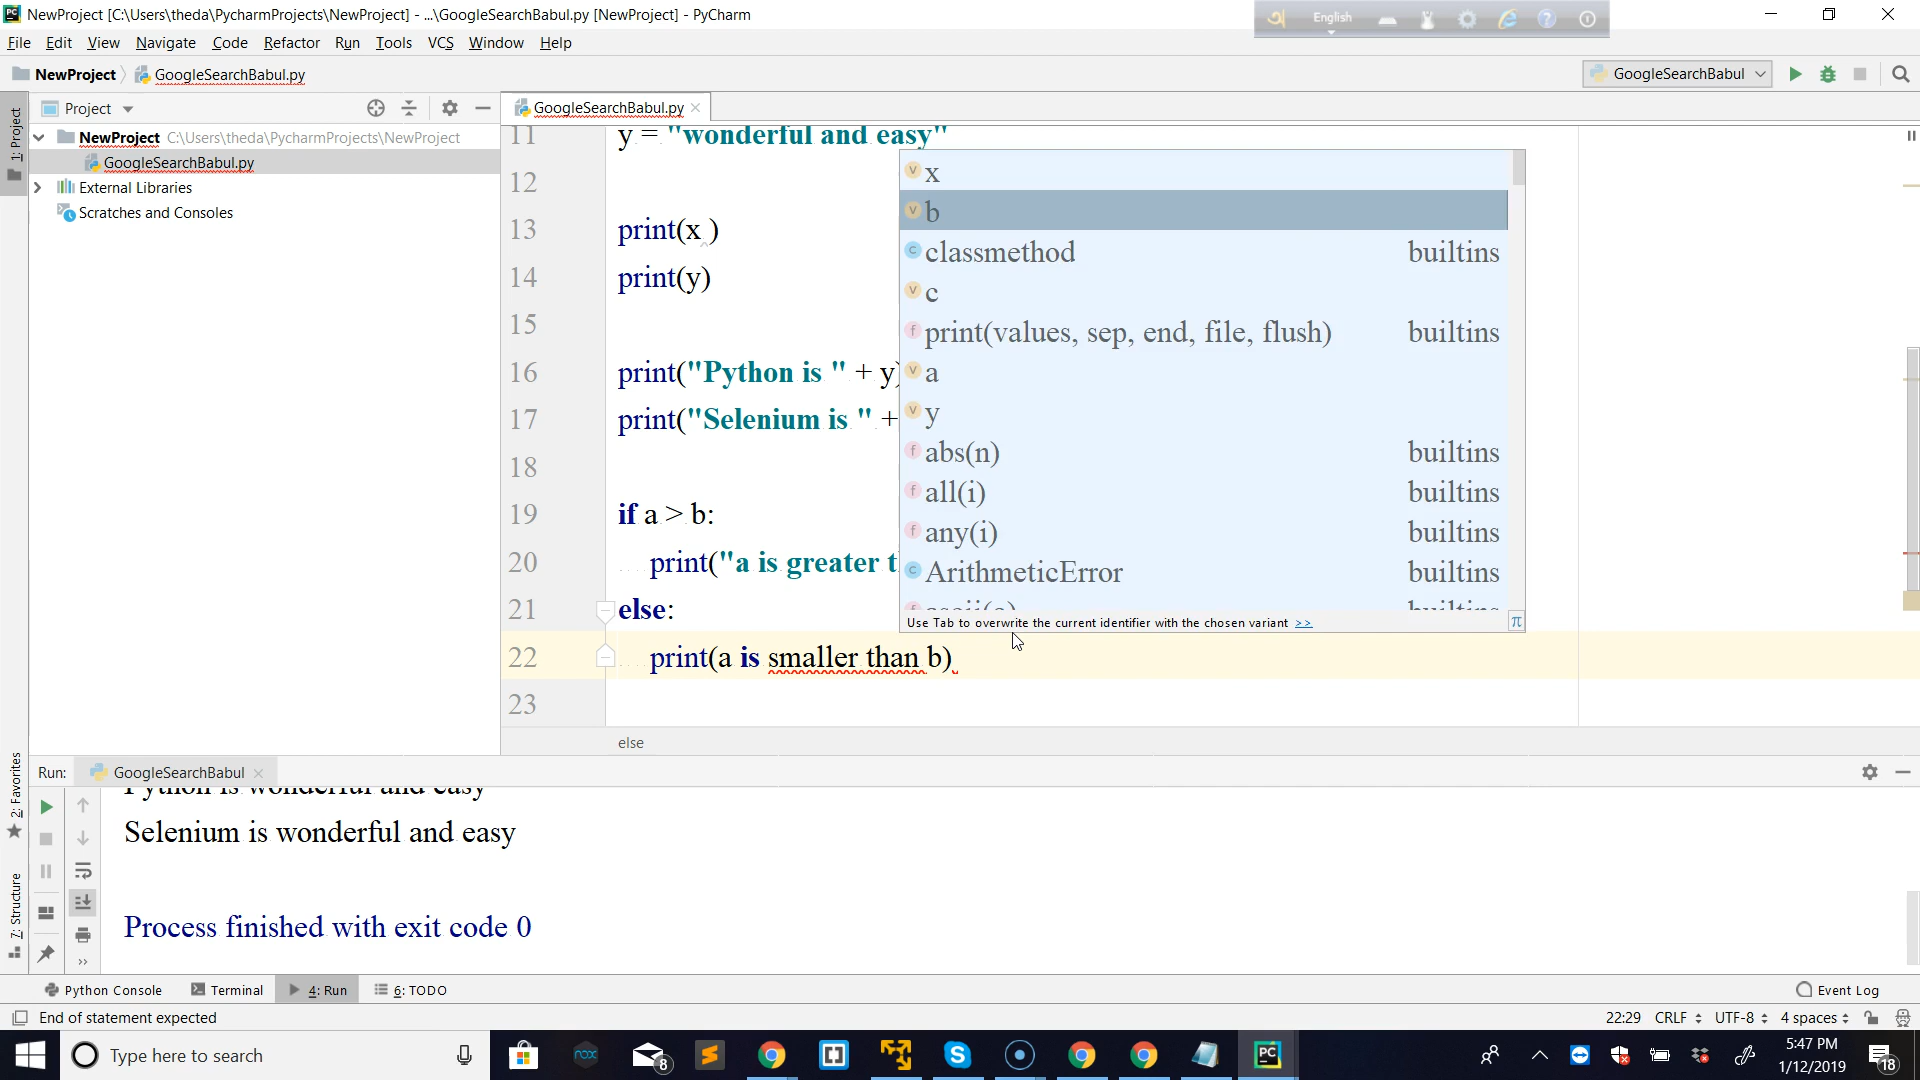 NewProject [C:\Users\theda\PycharmProjects\NewProject] - ...\GoogleSearchBabul.py [NewProject] - PyCharm
English
File Edit View Navigate Code Refactor Run Tools VCS Window Help
NewProject GoogleSearchBabul.py
GoogleSearchBabul
1: Project
Project
GoogleSearchBabul.py
NewProject C:\Users\theda\PycharmProjects\NewProject
GoogleSearchBabul.py
External Libraries
Scratches and Consoles
11 y = "wonderful and easy"
12
13 print(x )
14 print(y)
15
16 print("Python is " + y)
17 print("Selenium is " +
18
19 if a > b:
20 print("a is greater t
21 else:
22 print(a is smaller than b)
23
x
b
classmethod builtins
c
print(values, sep, end, file, flush) builtins
a
y
abs(n) builtins
all(i) builtins
any(i) builtins
ArithmeticError builtins
Use Tab to overwrite the current identifier with the chosen variant >>
π
else
2: Favorites
7: Structure
Run: GoogleSearchBabul
Python is wonderful and easy
Selenium is wonderful and easy
Process finished with exit code 0
Python Console Terminal 4: Run 6: TODO Event Log
End of statement expected 22:29 CRLF UTF-8 4 spaces
Type here to search
nox
8
PC
5:47 PM
1/12/2019
18